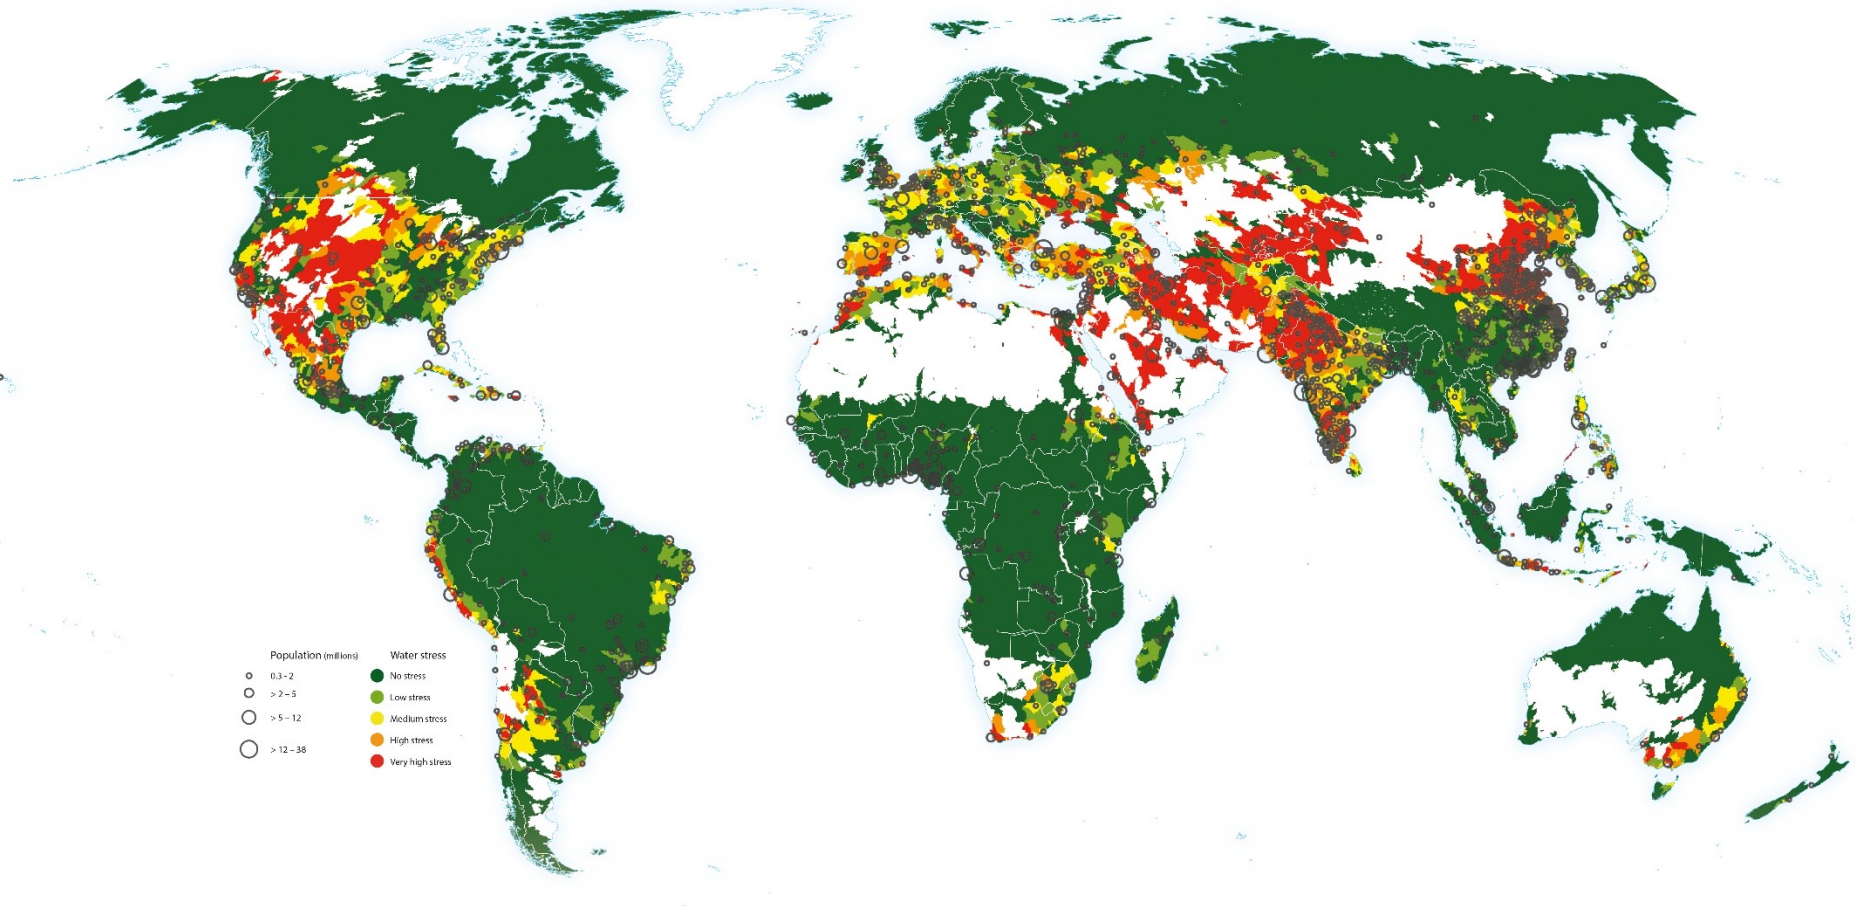 Population (millions)
0.3 - 2
> 2 – 5
> 5 – 12
> 12 – 38
Water stress
No stress
Low stress
Medium stress
High stress
Very high stress